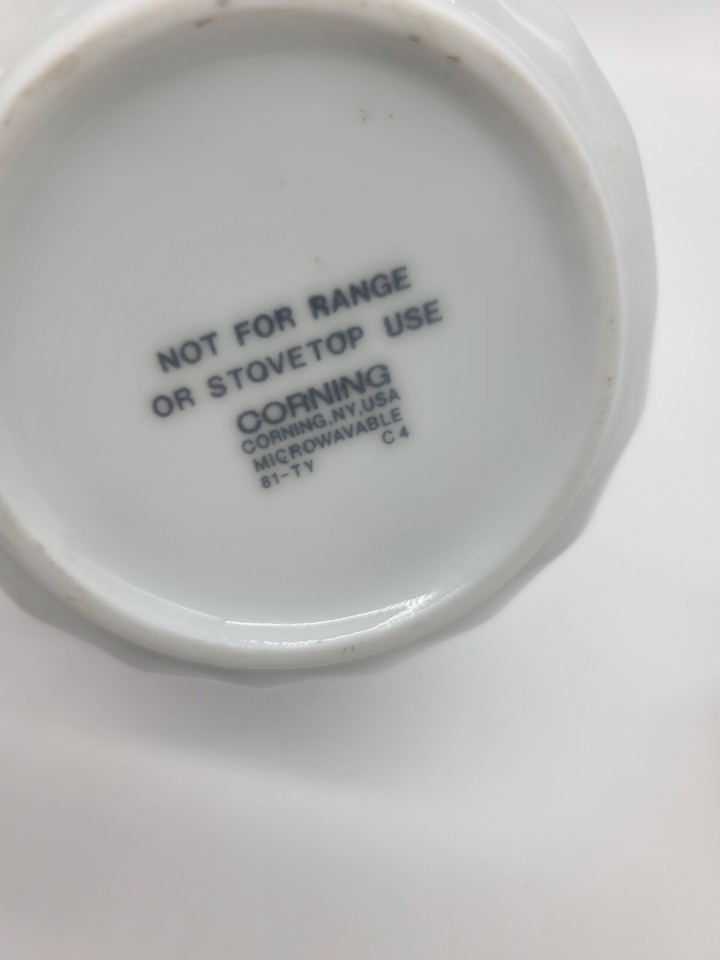 NOT FOR RANGE
OR STOVETOP USE
CORNING
CORNING,NY,USA
MICROWAVABLE
81-TY C4